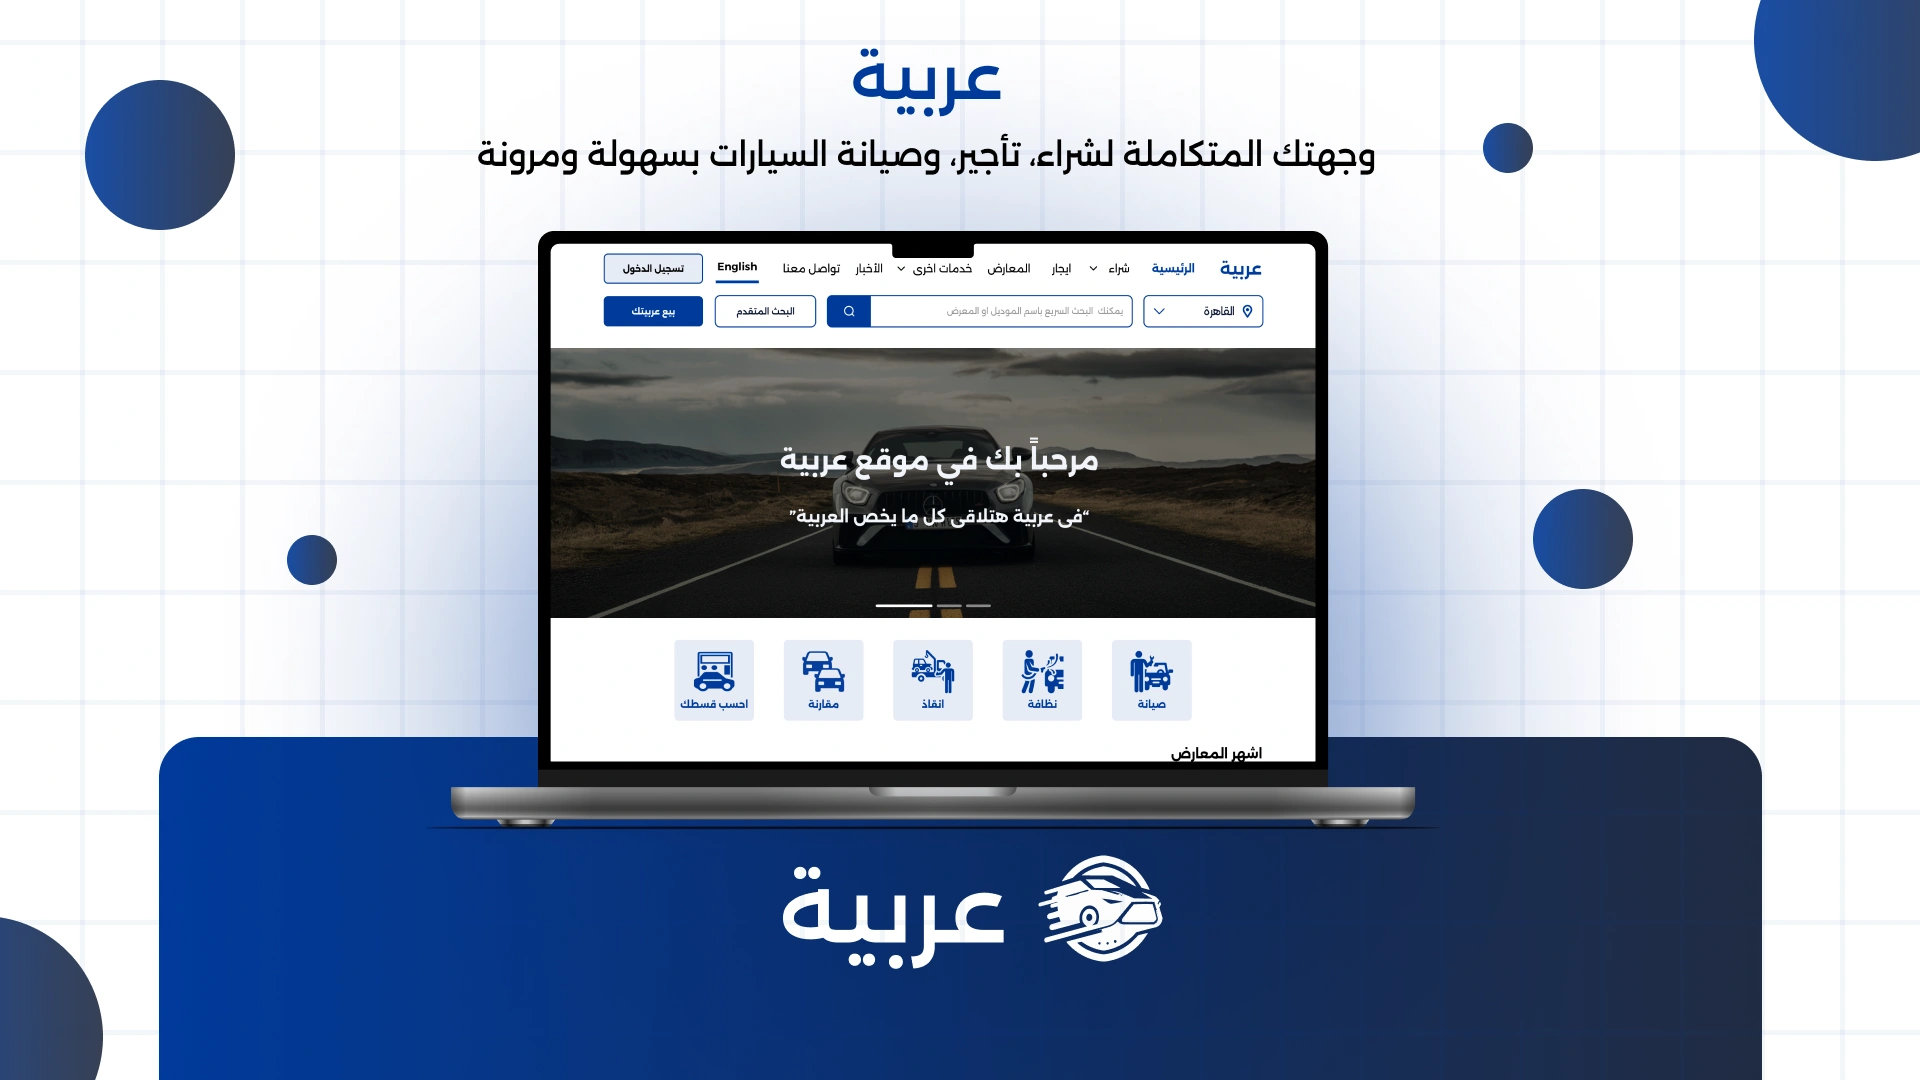 عربية
وجهتك المتكاملة لشراء، تأجير، وصيانة السيارات بسهولة ومرونة
عربية الرئيسية شراء ايجار المعارض خدمات اخرى الأخبار تواصل معنا English تسجيل الدخول
القاهرة يمكنك البحث السريع باسم الموديل او المعرض البحث المتقدم بيع عربيتك
مرحباً بك في موقع عربية
“فى عربية هتلاقى كل ما يخص العربية”
صيانة نظافة انقاذ مقارنة احسب قسطك
اشهر المعارض
عربية